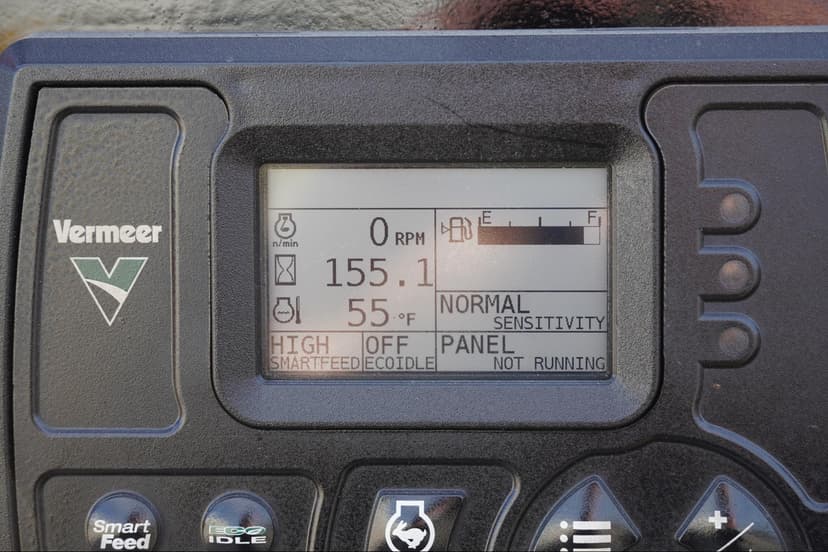 Vermeer
n/min
0 RPM
155.1
55 °F
E F
NORMAL
SENSITIVITY
HIGH
SMARTFEED
OFF
ECOIDLE
PANEL
NOT RUNNING
Smart
Feed
ECO
IDLE
+